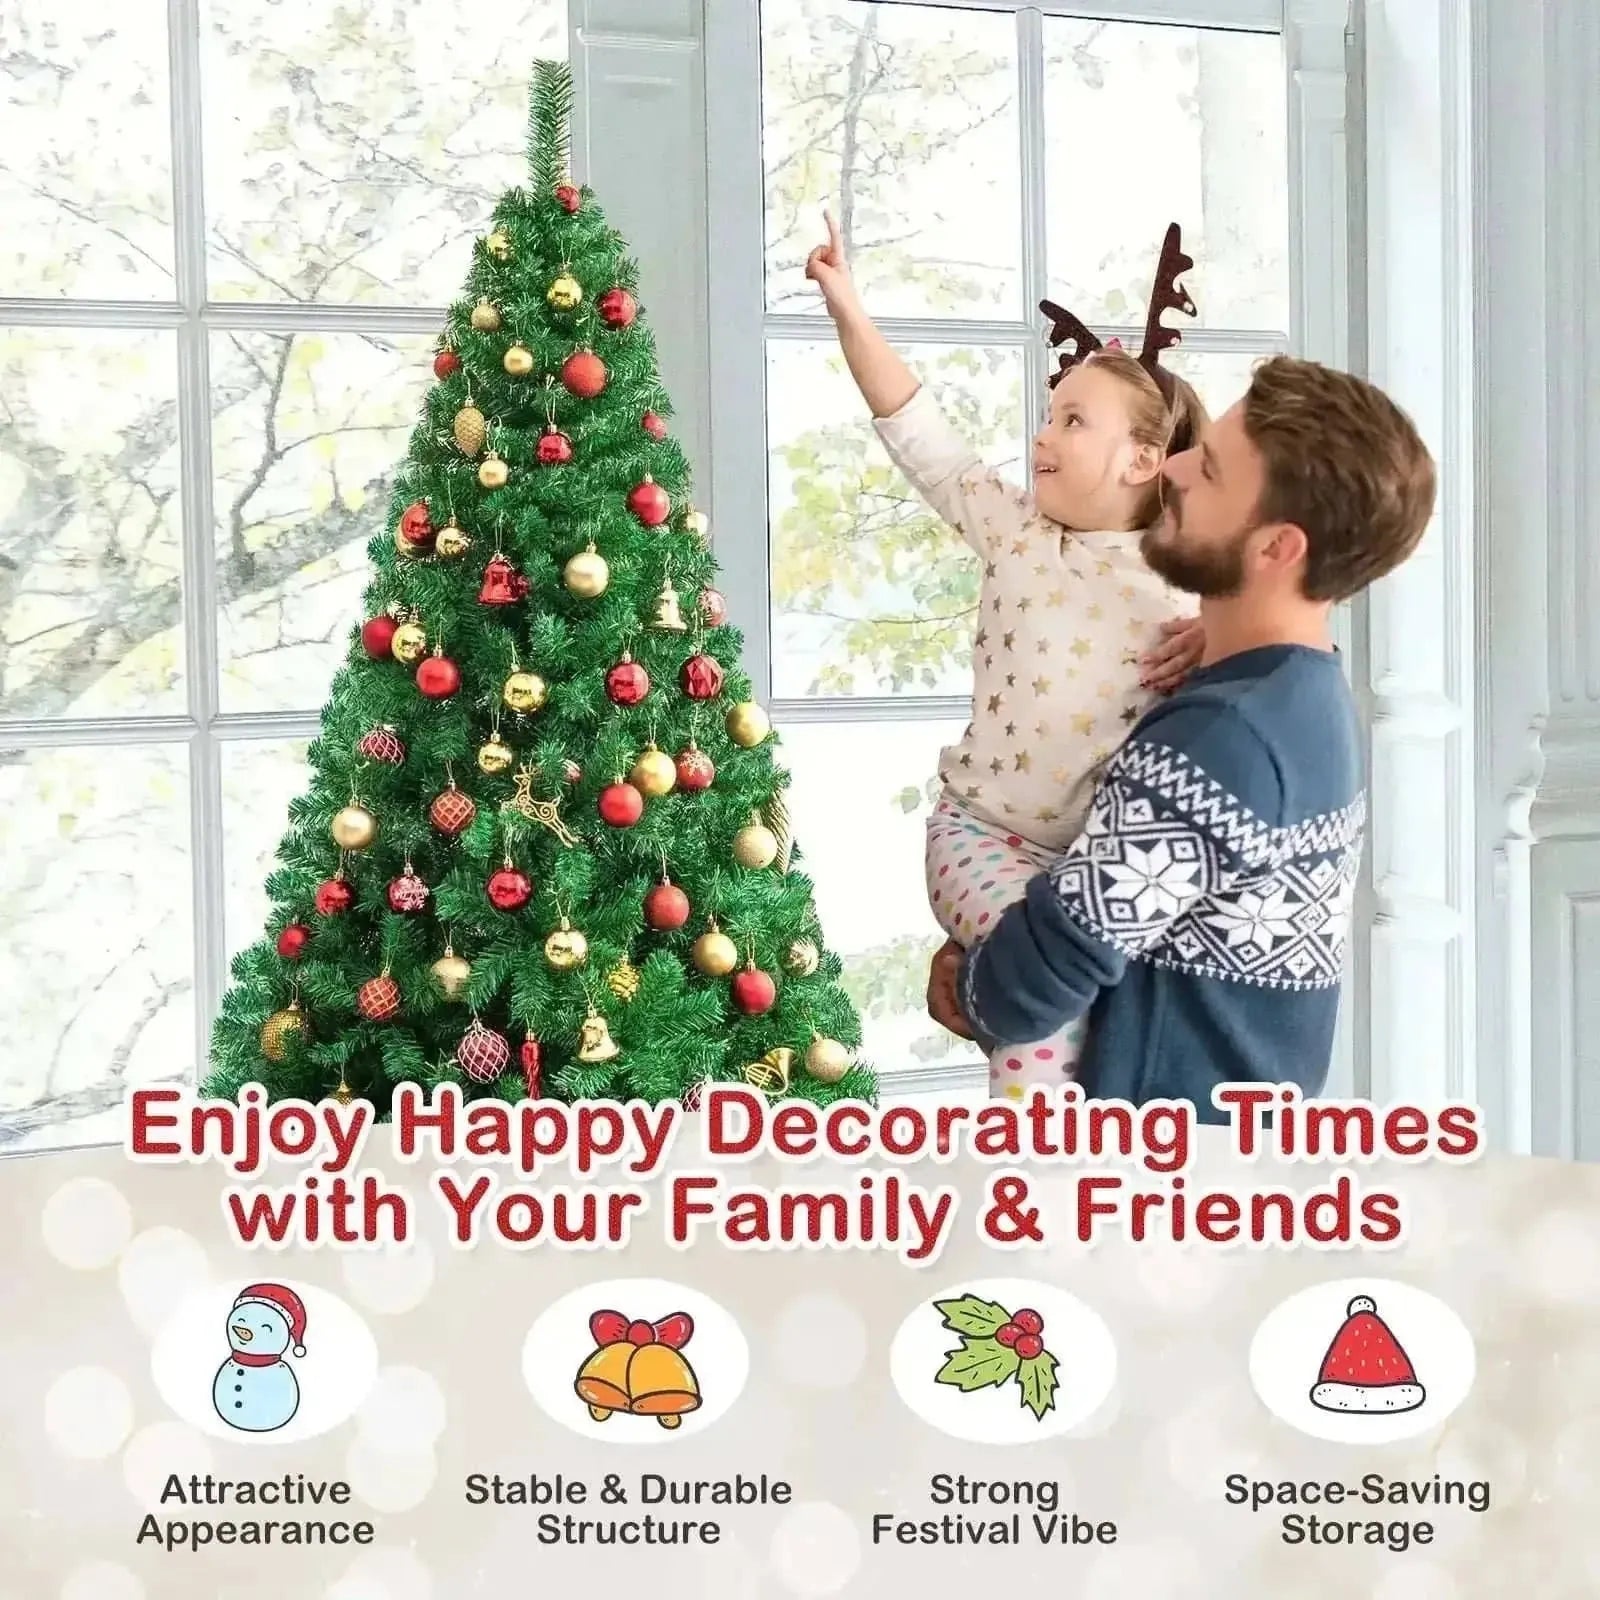 Enjoy Happy Decorating Times
with Your Family & Friends
Attractive
Appearance
Stable & Durable
Structure
Strong
Festival Vibe
Space-Saving
Storage